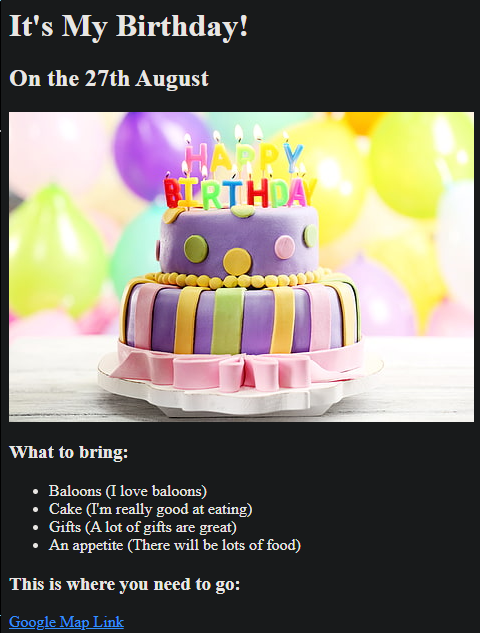 It's My Birthday!
On the 27th August
HAPPY
BIRTHDAY
What to bring:
Baloons (I love baloons)
Cake (I'm really good at eating)
Gifts (A lot of gifts are great)
An appetite (There will be lots of food)
This is where you need to go:
Google Map Link